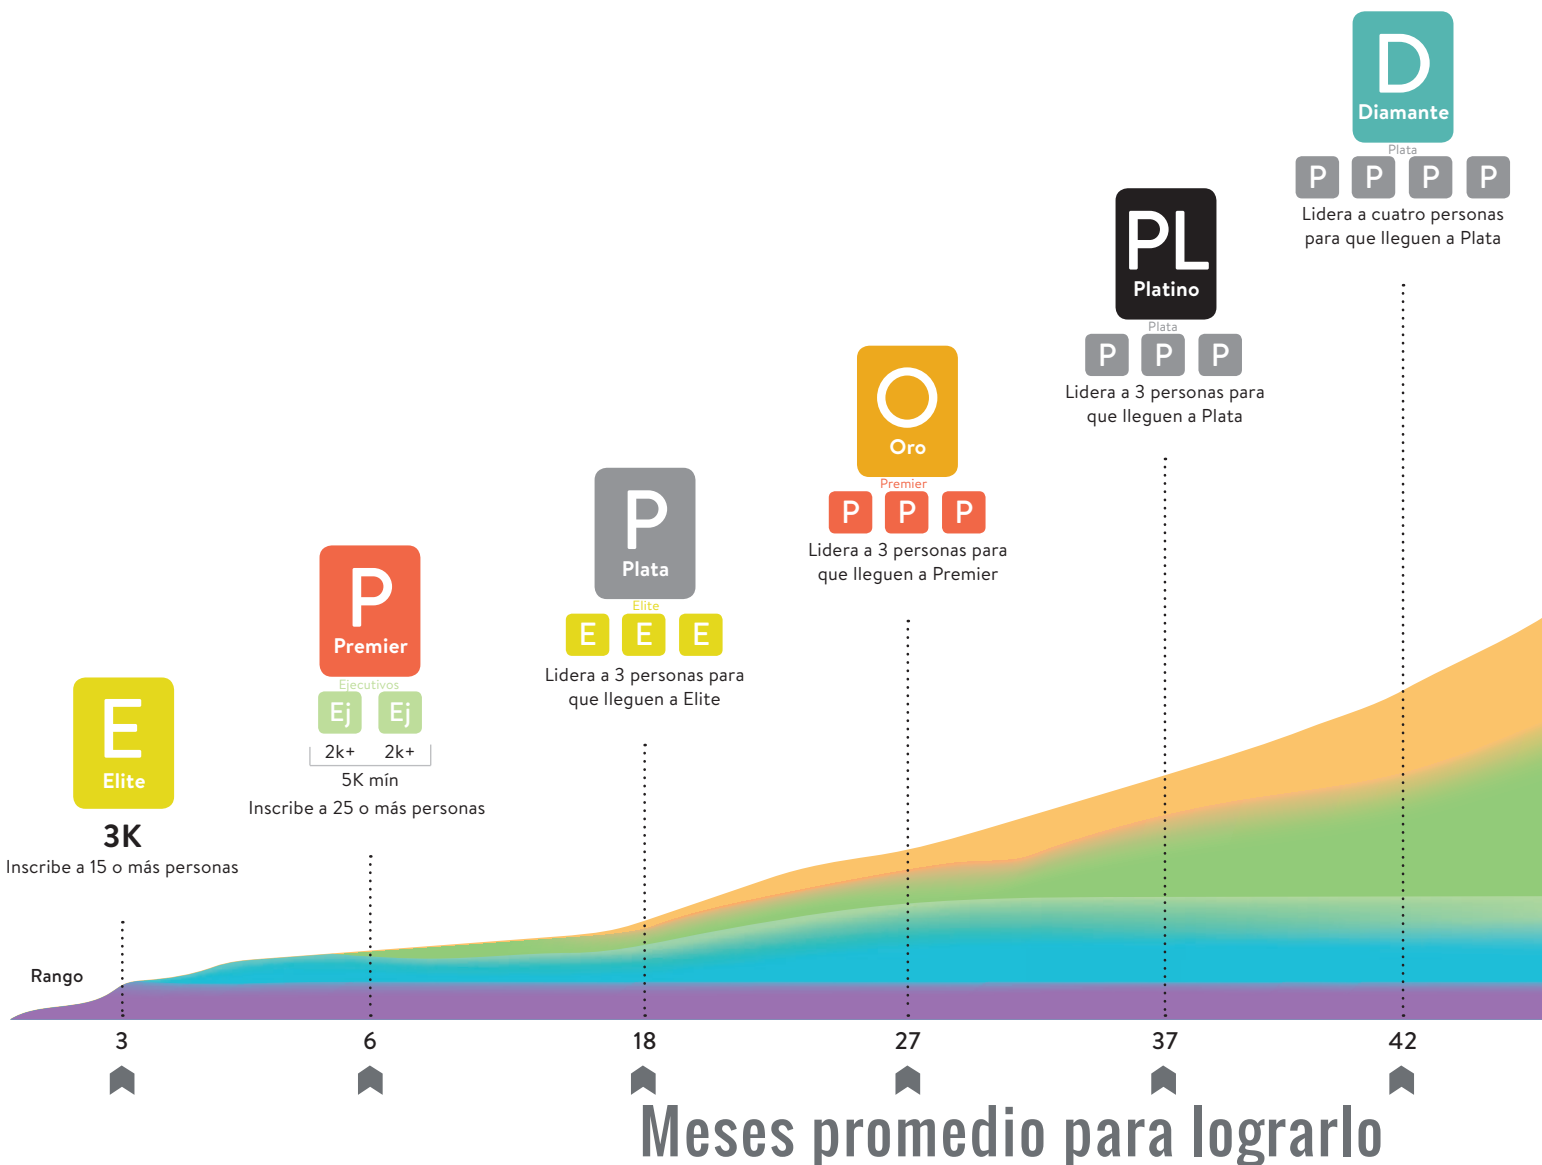 E
Elite
3K
Inscribe a 15 o más personas
P
Premier
Ejecutivos
Ej Ej
2k+ 2k+
5K mín
Inscribe a 25 o más personas
P
Plata
Elite
E E E
Lidera a 3 personas para
que lleguen a Elite
O
Oro
Premier
P P P
Lidera a 3 personas para
que lleguen a Premier
PL
Platino
Plata
P P P
Lidera a 3 personas para
que lleguen a Plata
D
Diamante
Plata
P P P P
Lidera a cuatro personas
para que lleguen a Plata
Rango
3 6 18 27 37 42
Meses promedio para lograrlo